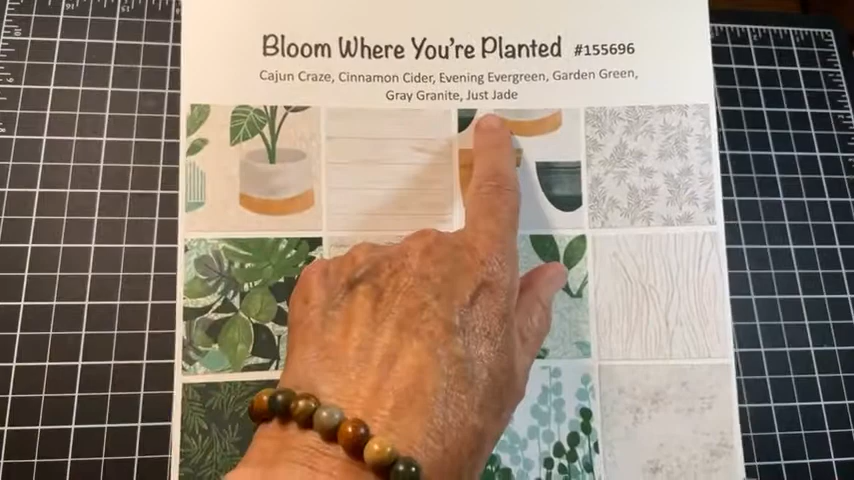 Bloom Where You're Planted #155696
Cajun Craze, Cinnamon Cider, Evening Evergreen, Garden Green,
Gray Granite, Just Jade